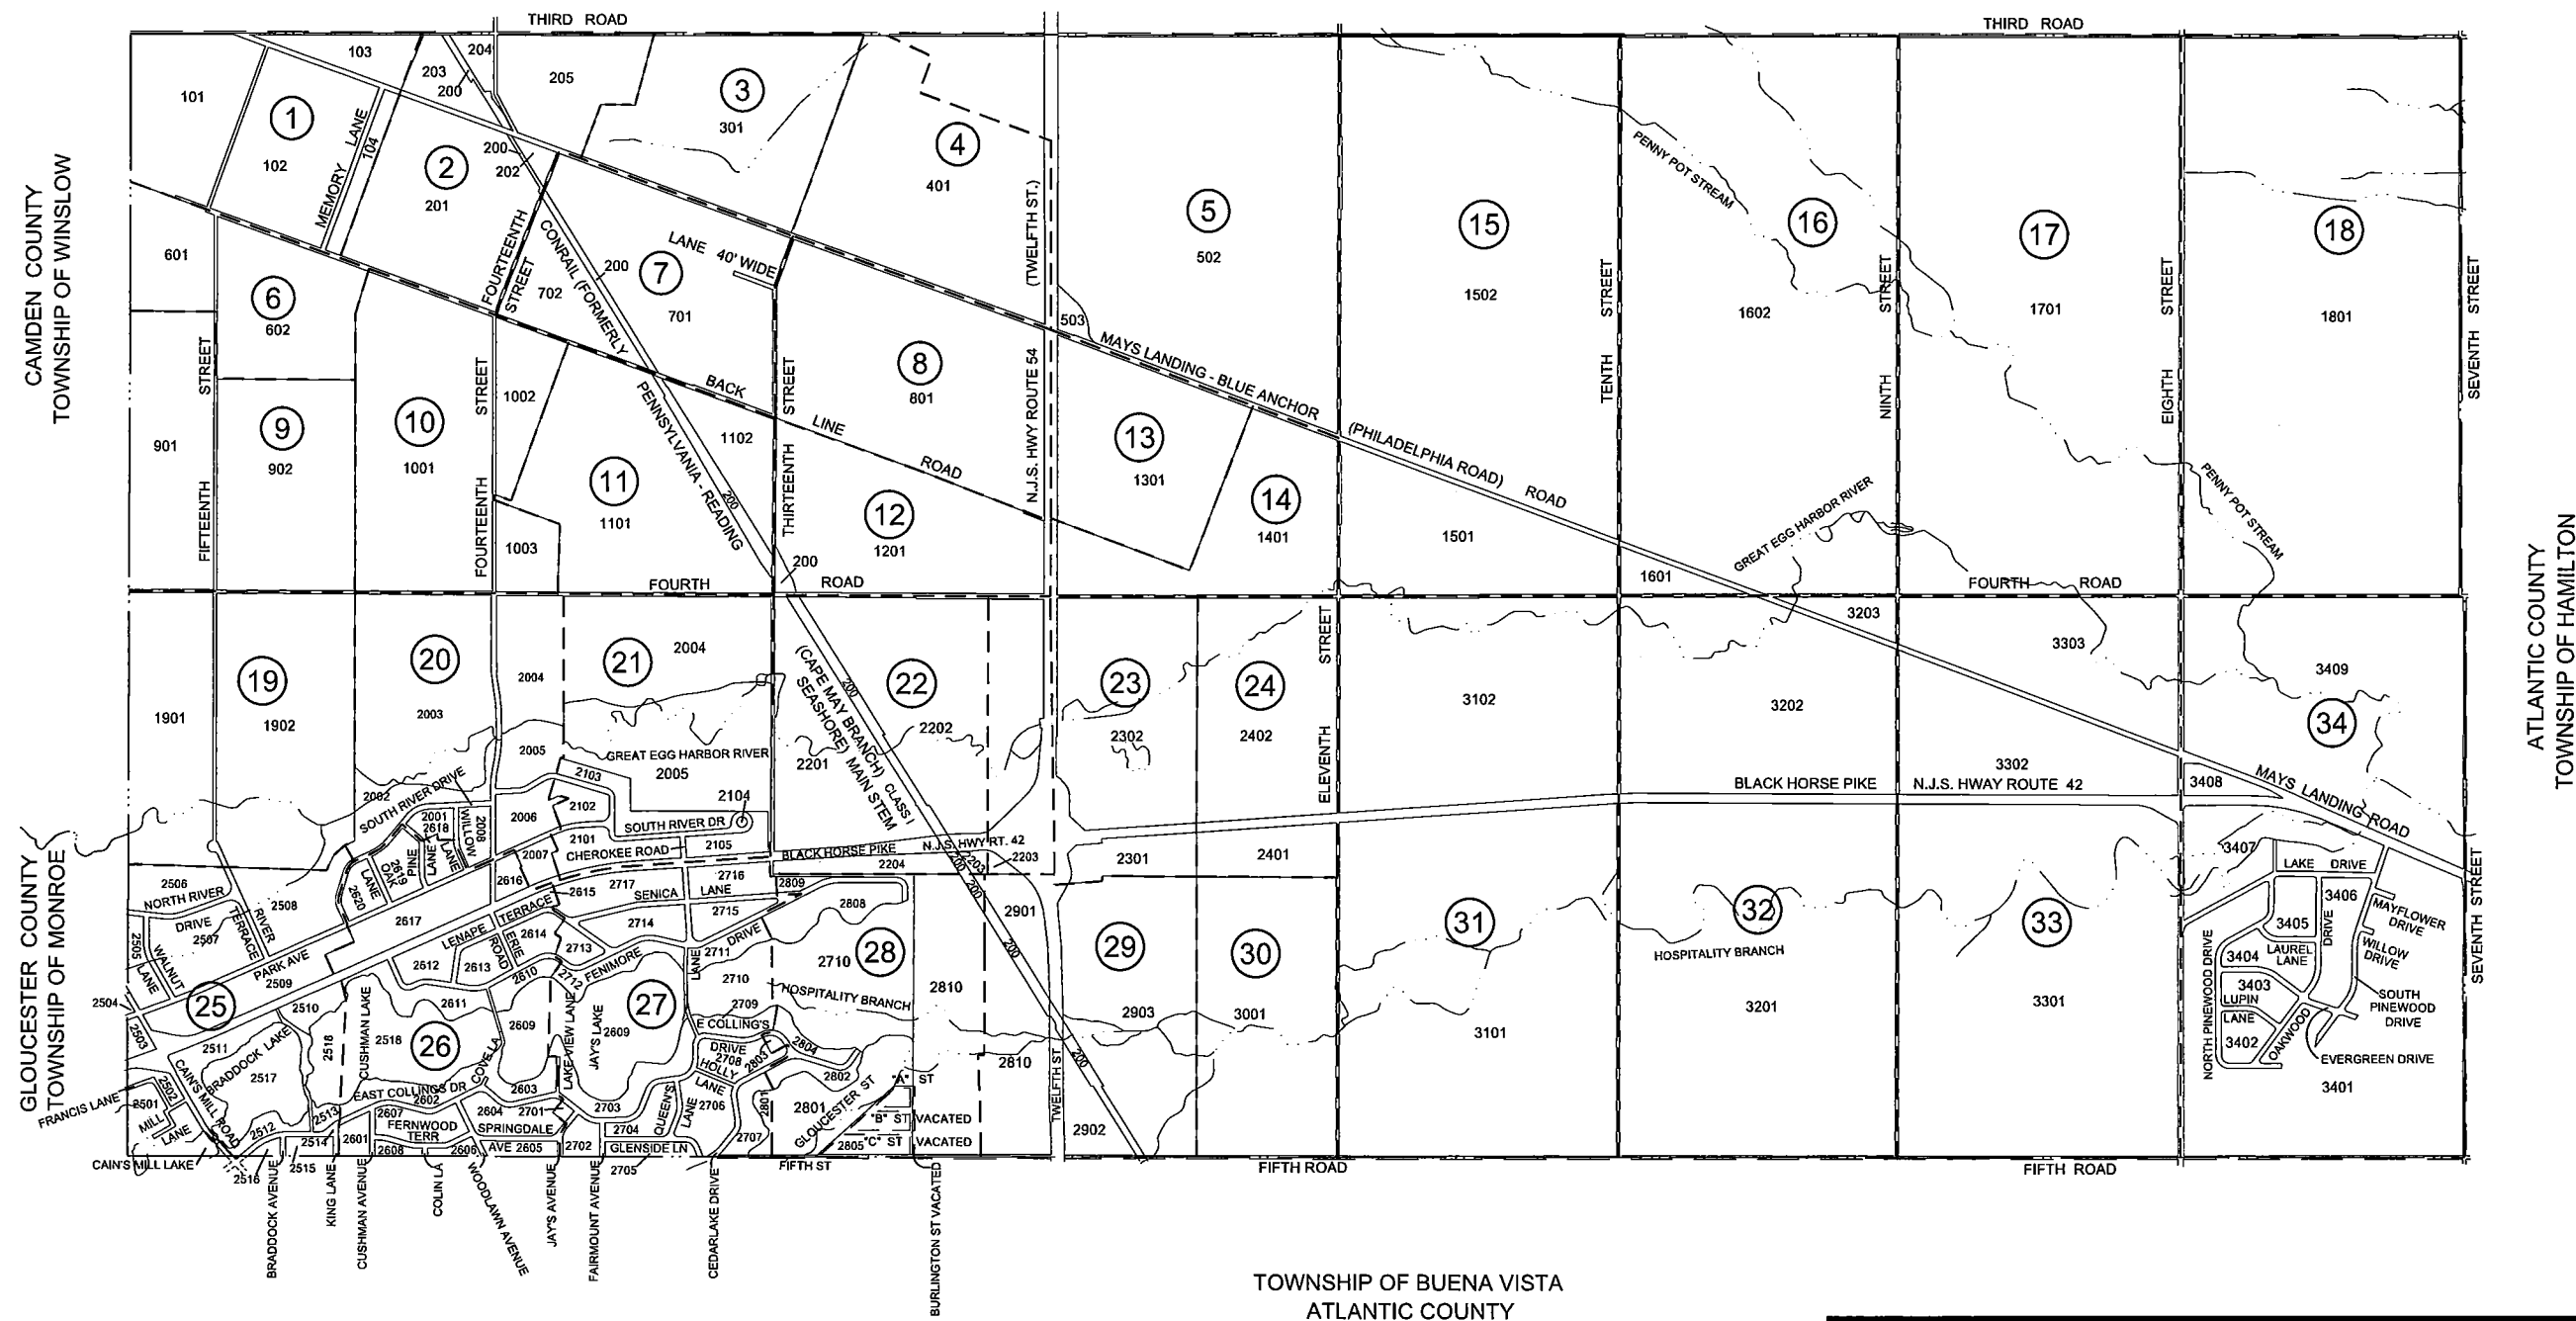 THIRD ROAD
THIRD ROAD
103
204
203
200
205
101
1
102
MEMORY LANE
104
2
201
200
202
3
301
4
401
5
502
503
15
1502
16
1602
17
1701
18
1801
PENNY POT STREAM
CAMDEN COUNTY
TOWNSHIP OF WINSLOW
601
6
602
FOURTEENTH
STREET
702
CONRAIL (FORMERLY
200
7
701
LANE 40' WIDE
(TWELFTH ST.)
N.J.S. HWY ROUTE 54
8
801
MAYS LANDING - BLUE ANCHOR
(PHILADELPHIA ROAD) ROAD
TENTH STREET
NINTH STREET
EIGHTH STREET
SEVENTH STREET
901
FIFTEENTH STREET
9
902
10
1001
FOURTEENTH STREET
1002
1003
11
1101
PENNSYLVANIA - READING
200
1102
BACK LINE ROAD
THIRTEENTH STREET
12
1201
200
13
1301
14
1401
1501
1601
GREAT EGG HARBOR RIVER
PENNY POT STREAM
FOURTH ROAD
FOURTH ROAD
ATLANTIC COUNTY
TOWNSHIP OF HAMILTON
1901
19
1902
20
2003
2004
21
2004
2005
GREAT EGG HARBOR RIVER
2005
(CAPE MAY BRANCH) CLASS I
SEASHORE) MAIN STEM
200
22
2202
2201
23
2302
24
2402
ELEVENTH STREET
3102
3202
3203
3303
3302
3409
34
3408
BLACK HORSE PIKE N.J.S. HWAY ROUTE 42
MAYS LANDING ROAD
2002
SOUTH RIVER DRIVE
2001
2618
WILLOW LANE
2008
PINE LANE
2619
OAK LANE
2620
2006
2007
2103
2102
2101
2104
SOUTH RIVER DR
CHEROKEE ROAD
2105
BLACK HORSE PIKE N.J.S. HWY RT. 42
2204
200
2203
2203
200
2301
2401
GLOUCESTER COUNTY
TOWNSHIP OF MONROE
2506
NORTH RIVER
DRIVE
2507
2508
RIVER
TERRACE
2505
WALNUT
LANE
2504
2503
25
PARK AVE
2509
2510
2511
2617
2616
2615
2717
2716
SENICA LANE
2715
2714
2713
2712
2711
FENIMORE DRIVE
LANE
LENAPE TERRACE
ERIE
ROAD
2614
2613
2612
2610
2611
2609
2809
2808
28
2710
2710
2709
HOSPITALITY BRANCH
2810
2810
2901
200
29
2903
2902
200
TWELFTH ST
30
3001
31
3101
32
HOSPITALITY BRANCH
3201
33
3301
3407
LAKE DRIVE
3406
3405
DRIVE
LAUREL
LANE
3404
3403
LUPIN
LANE
3402
OAKWOOD
NORTH PINEWOOD DRIVE
MAYFLOWER
DRIVE
WILLOW
DRIVE
SOUTH
PINEWOOD
DRIVE
EVERGREEN DRIVE
3401
SEVENTH STREET
FRANCIS LANE
2501
2502
MILL
LANE
CAIN'S MILL ROAD
CAIN'S MILL LAKE
BRADDOCK LAKE
2517
2518
CUSHMAN LAKE
2518
26
COVE LA
EAST COLLINGS DR
2602
2603
2604
2607
FERNWOOD
TERR
SPRINGDALE
AVE 2605
2606
2608
2601
2512
2513
2514
2515
2516
LAKE VIEW LANE
JAY'S LAKE
2609
27
2701
2702
2703
2704
2705
GLENSIDE LN
QUEEN'S
LANE
2706
2707
E COLLING'S
DRIVE
2708
HOLLY
LANE
2803
2804
2802
2801
2801
GLOUCESTER ST
"A" ST
"B" ST VACATED
"C" ST VACATED
2805
FIFTH ST
FIFTH ROAD
FIFTH ROAD
BRADDOCK AVENUE
KING LANE
CUSHMAN AVENUE
COLIN LA
WOODLAWN AVENUE
JAY'S AVENUE
FAIRMOUNT AVENUE
CEDARLAKE DRIVE
BURLINGTON ST VACATED
TOWNSHIP OF BUENA VISTA
ATLANTIC COUNTY